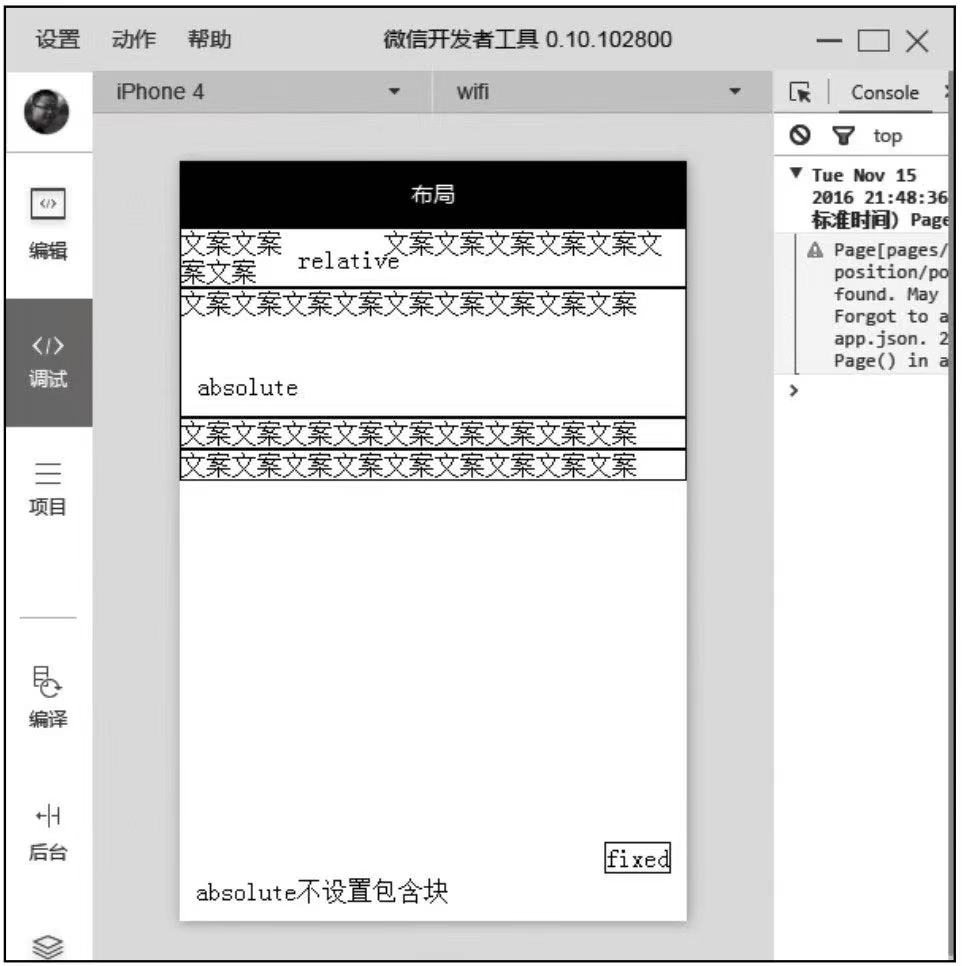 设置 动作 帮助 微信开发者工具 0.10.102800
iPhone 4 wifi
Console
top
编辑
调试
项目
编译
后台
布局
文案文案 relative 文案文案文案文案文案文
案文案
文案文案文案文案文案文案文案文案文案
absolute
文案文案文案文案文案文案文案文案文案
文案文案文案文案文案文案文案文案文案
fixed
absolute不设置包含块
Tue Nov 15
2016 21:48:36
标准时间) Page
Page[pages/
position/po
found. May
Forgot to a
app.json. 2
Page() in a